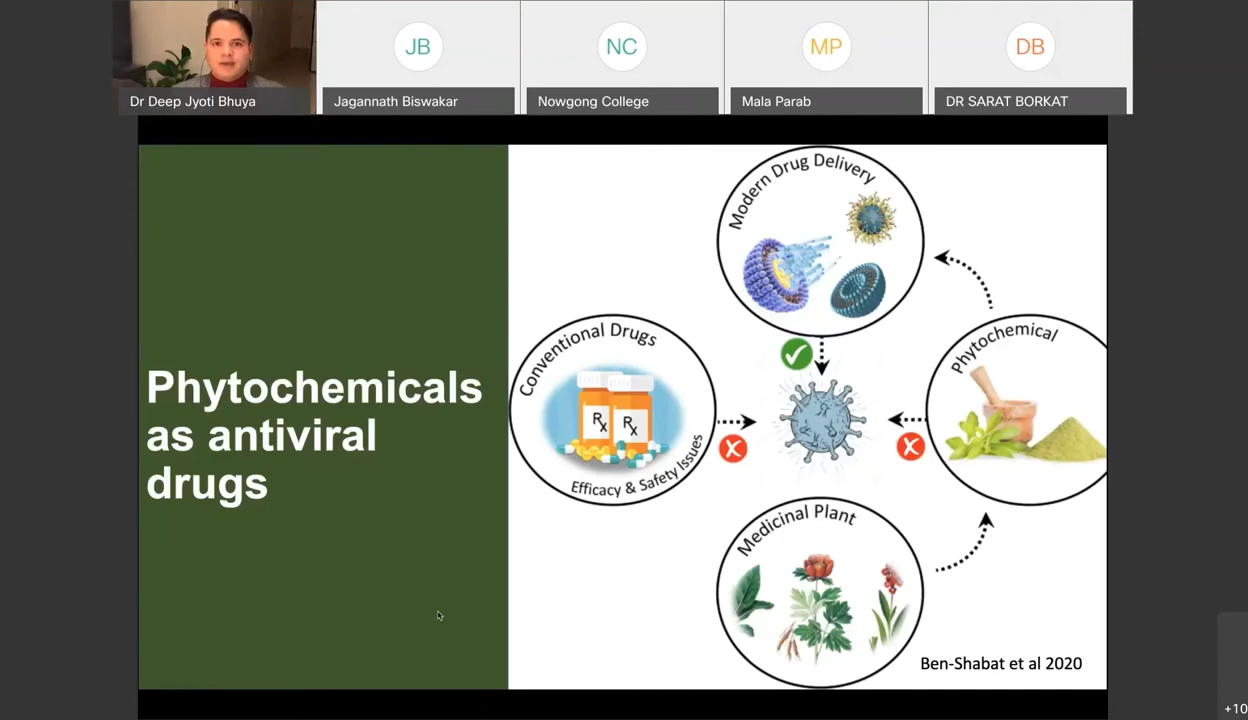 JB
NC
MP
DB
Dr Deep Jyoti Bhuya
Jagannath Biswakar
Nowgong College
Mala Parab
DR SARAT BORKAT
Phytochemicals
as antiviral
drugs
Modern Drug Delivery
Conventional Drugs
Rx
Rx
Efficacy & Safety Issues
Phytochemical
Medicinal Plant
Ben-Shabat et al 2020
+10